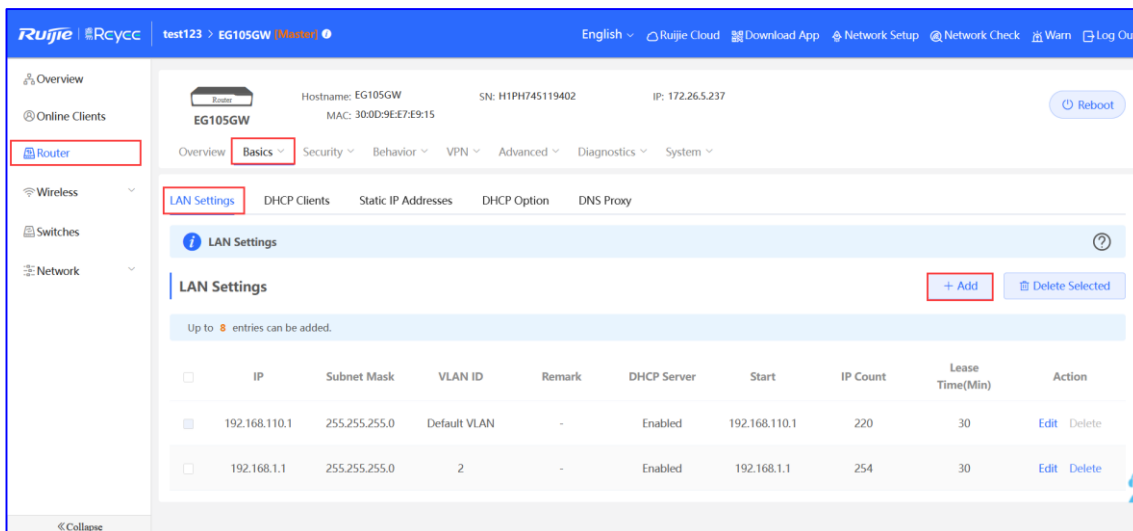 Ruijie | Rcycc test123 > EG105GW [Master] English Ruijie Cloud Download App Network Setup Network Check Warn Log Ou
Overview
Online Clients
Router
Wireless
Switches
Network
«Collapse
Router
EG105GW
Hostname: EG105GW SN: H1PH745119402 IP: 172.26.5.237
MAC: 30:0D:9E:E7:E9:15
Reboot
Overview Basics Security Behavior VPN Advanced Diagnostics System
LAN Settings DHCP Clients Static IP Addresses DHCP Option DNS Proxy
i LAN Settings ?
LAN Settings + Add Delete Selected
Up to 8 entries can be added.
IP Subnet Mask VLAN ID Remark DHCP Server Start IP Count Lease Time(Min) Action
192.168.110.1 255.255.255.0 Default VLAN - Enabled 192.168.110.1 220 30 Edit Delete
192.168.1.1 255.255.255.0 2 - Enabled 192.168.1.1 254 30 Edit Delete